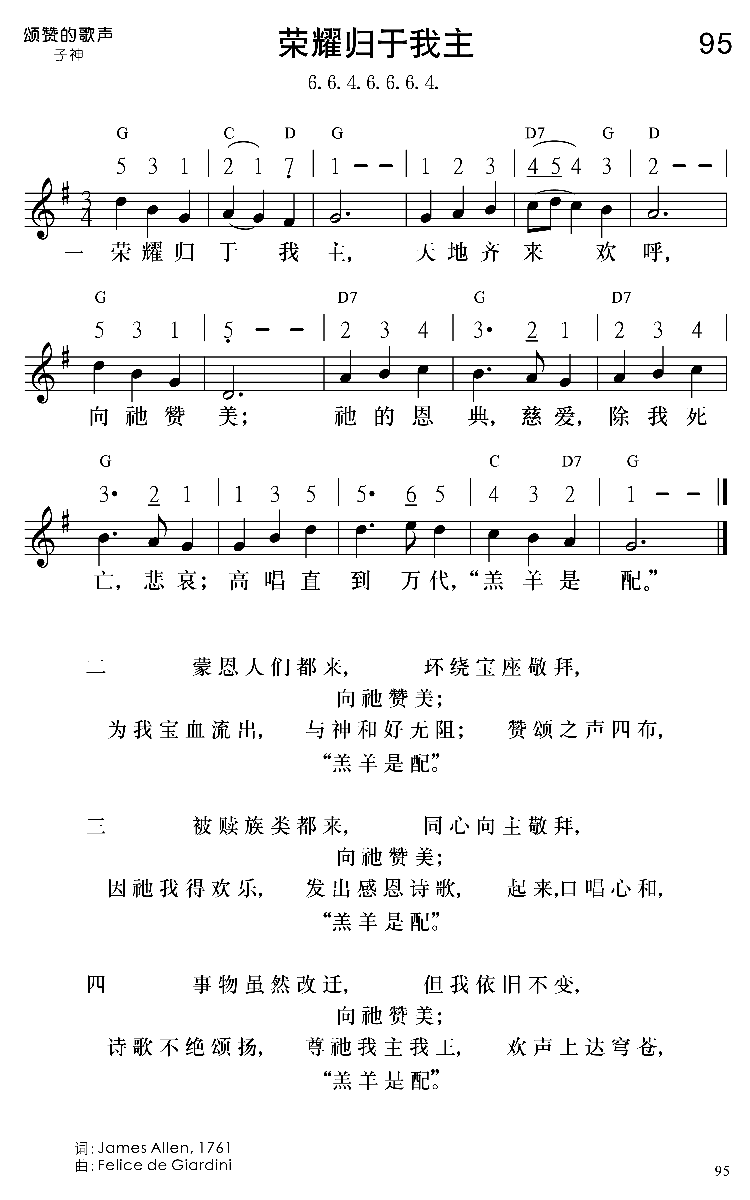 颂赞的歌声
子神
荣耀归于我主
95
6. 6. 4. 6. 6. 6. 4.
G C D G D7 G D
5 3 1 | 2 1 7 | 1 – – | 1 2 3 | 4 5 4 3 | 2 – – |
3/4
一 荣耀归 于 我 主, 天地齐 来 欢 呼,
G D7 G D7
5 3 1 | 5 – – | 2 3 4 | 3• 2 1 | 2 3 4 |
向祂赞 美; 祂的恩 典, 慈爱, 除我死
G C D7 G
3• 2 1 | 1 3 5 | 5• 6 5 | 4 3 2 | 1 – – ‖
亡, 悲哀; 高唱直 到 万代, “羔 羊是 配。”
二 蒙恩人们都来, 环绕宝座敬拜,
向祂赞美;
为我宝血流出, 与神和好无阻; 赞颂之声四布,
“羔羊是配”。
三 被赎族类都来, 同心向主敬拜,
向祂赞美;
因祂我得欢乐, 发出感恩诗歌, 起来,口唱心和,
“羔羊是配”。
四 事物虽然改迁, 但我依旧不变,
向祂赞美;
诗歌不绝颂扬, 尊祂我主我王, 欢声上达穹苍,
“羔羊是配”。
词: James Allen, 1761
曲: Felice de Giardini
95